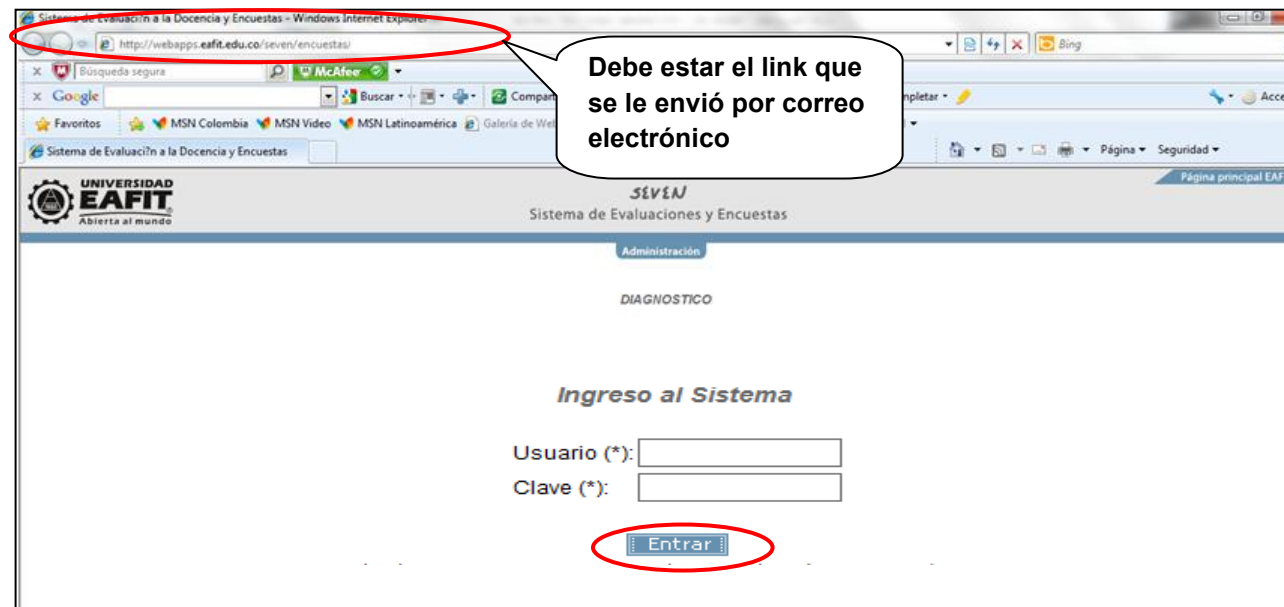 Sistema de Evaluaci?n a la Docencia y Encuestas - Windows Internet Explorer
http://webapps.eafit.edu.co/seven/encuestas/
Bing
Debe estar el link que
se le envió por correo
electrónico
x Búsqueda segura McAfee
x Google Buscar
Favoritos MSN Colombia MSN Video MSN Latinoamérica
Sistema de Evaluaci?n a la Docencia y Encuestas
Página Seguridad
UNIVERSIDAD
EAFIT
Abierta al mundo
SEVEN
Sistema de Evaluaciones y Encuestas
Página principal
Administración
DIAGNOSTICO
Ingreso al Sistema
Usuario (*):
Clave (*):
Entrar